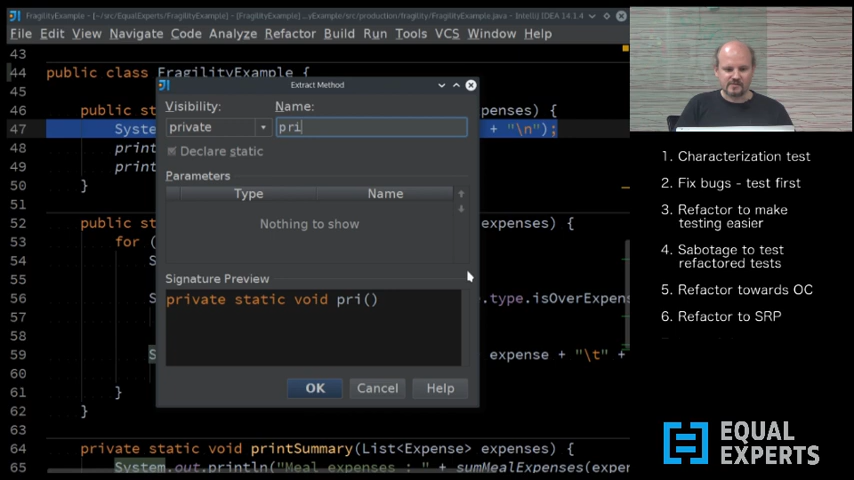 FragilityExample - [~/src/EqualExperts/FragilityExample] - [FragilityExample] - ...yExample/src/production/fragility/FragilityExample.java - IntelliJ IDEA 14.1.4
File Edit View Navigate Code Analyze Refactor Build Run Tools VCS Window Help
43
44 public class FragilityExample {
45
46 public st
penses) {
47 Syste
+ "\n");
48 print
49 print
50 }
51
52 public st
xpenses) {
53 for (
54 S
55
56 S
.type.isOverExpen
57
58
59 S
expense + "\t" +
60
61 }
62 }
63
64 private static void printSummary(List<Expense> expenses) {
65 System.out.println("Meal expenses : " + sumMealExpenses(exper
Extract Method
Visibility:
Name:
private
pri
Declare static
Parameters
Type
Name
Nothing to show
Signature Preview
private static void pri()
OK
Cancel
Help
1. Characterization test
2. Fix bugs - test first
3. Refactor to make
testing easier
4. Sabotage to test
refactored tests
5. Refactor towards OC
6. Refactor to SRP
EQUAL
EXPERTS